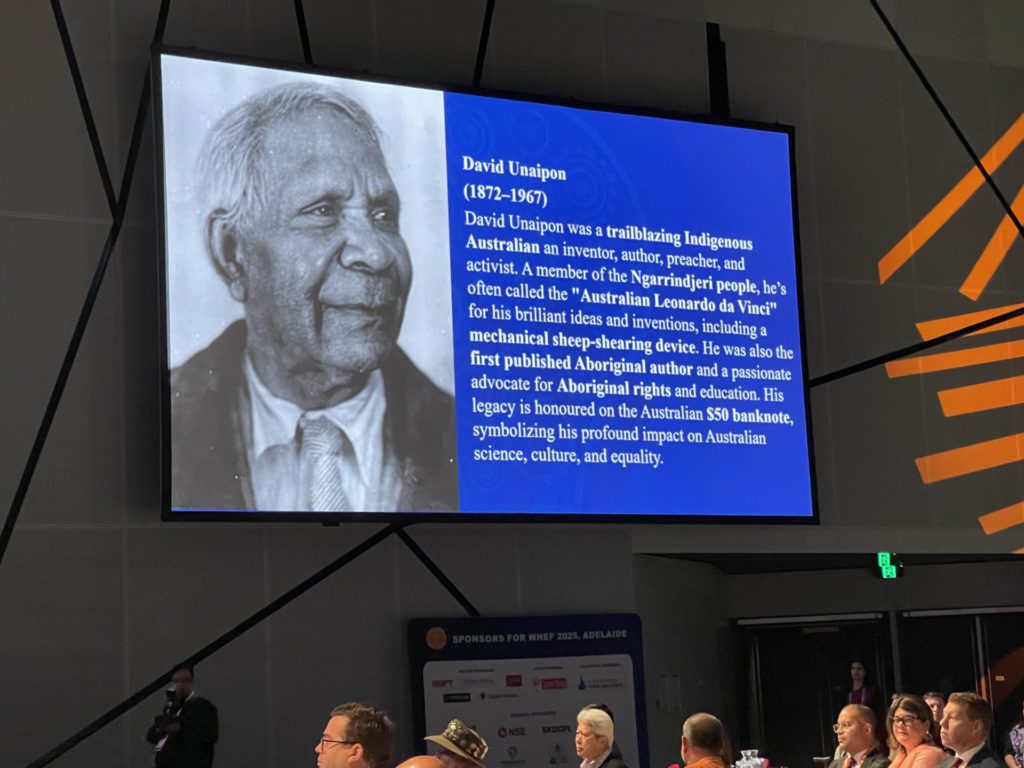 David Unaipon
(1872–1967)
David Unaipon was a trailblazing Indigenous
Australian an inventor, author, preacher, and
activist. A member of the Ngarrindjeri people, he's
often called the "Australian Leonardo da Vinci"
for his brilliant ideas and inventions, including a
mechanical sheep-shearing device. He was also the
first published Aboriginal author and a passionate
advocate for Aboriginal rights and education. His
legacy is honoured on the Australian $50 banknote,
symbolizing his profound impact on Australian
science, culture, and equality.
SPONSORS FOR WHEF 2025, ADELAIDE
NSE